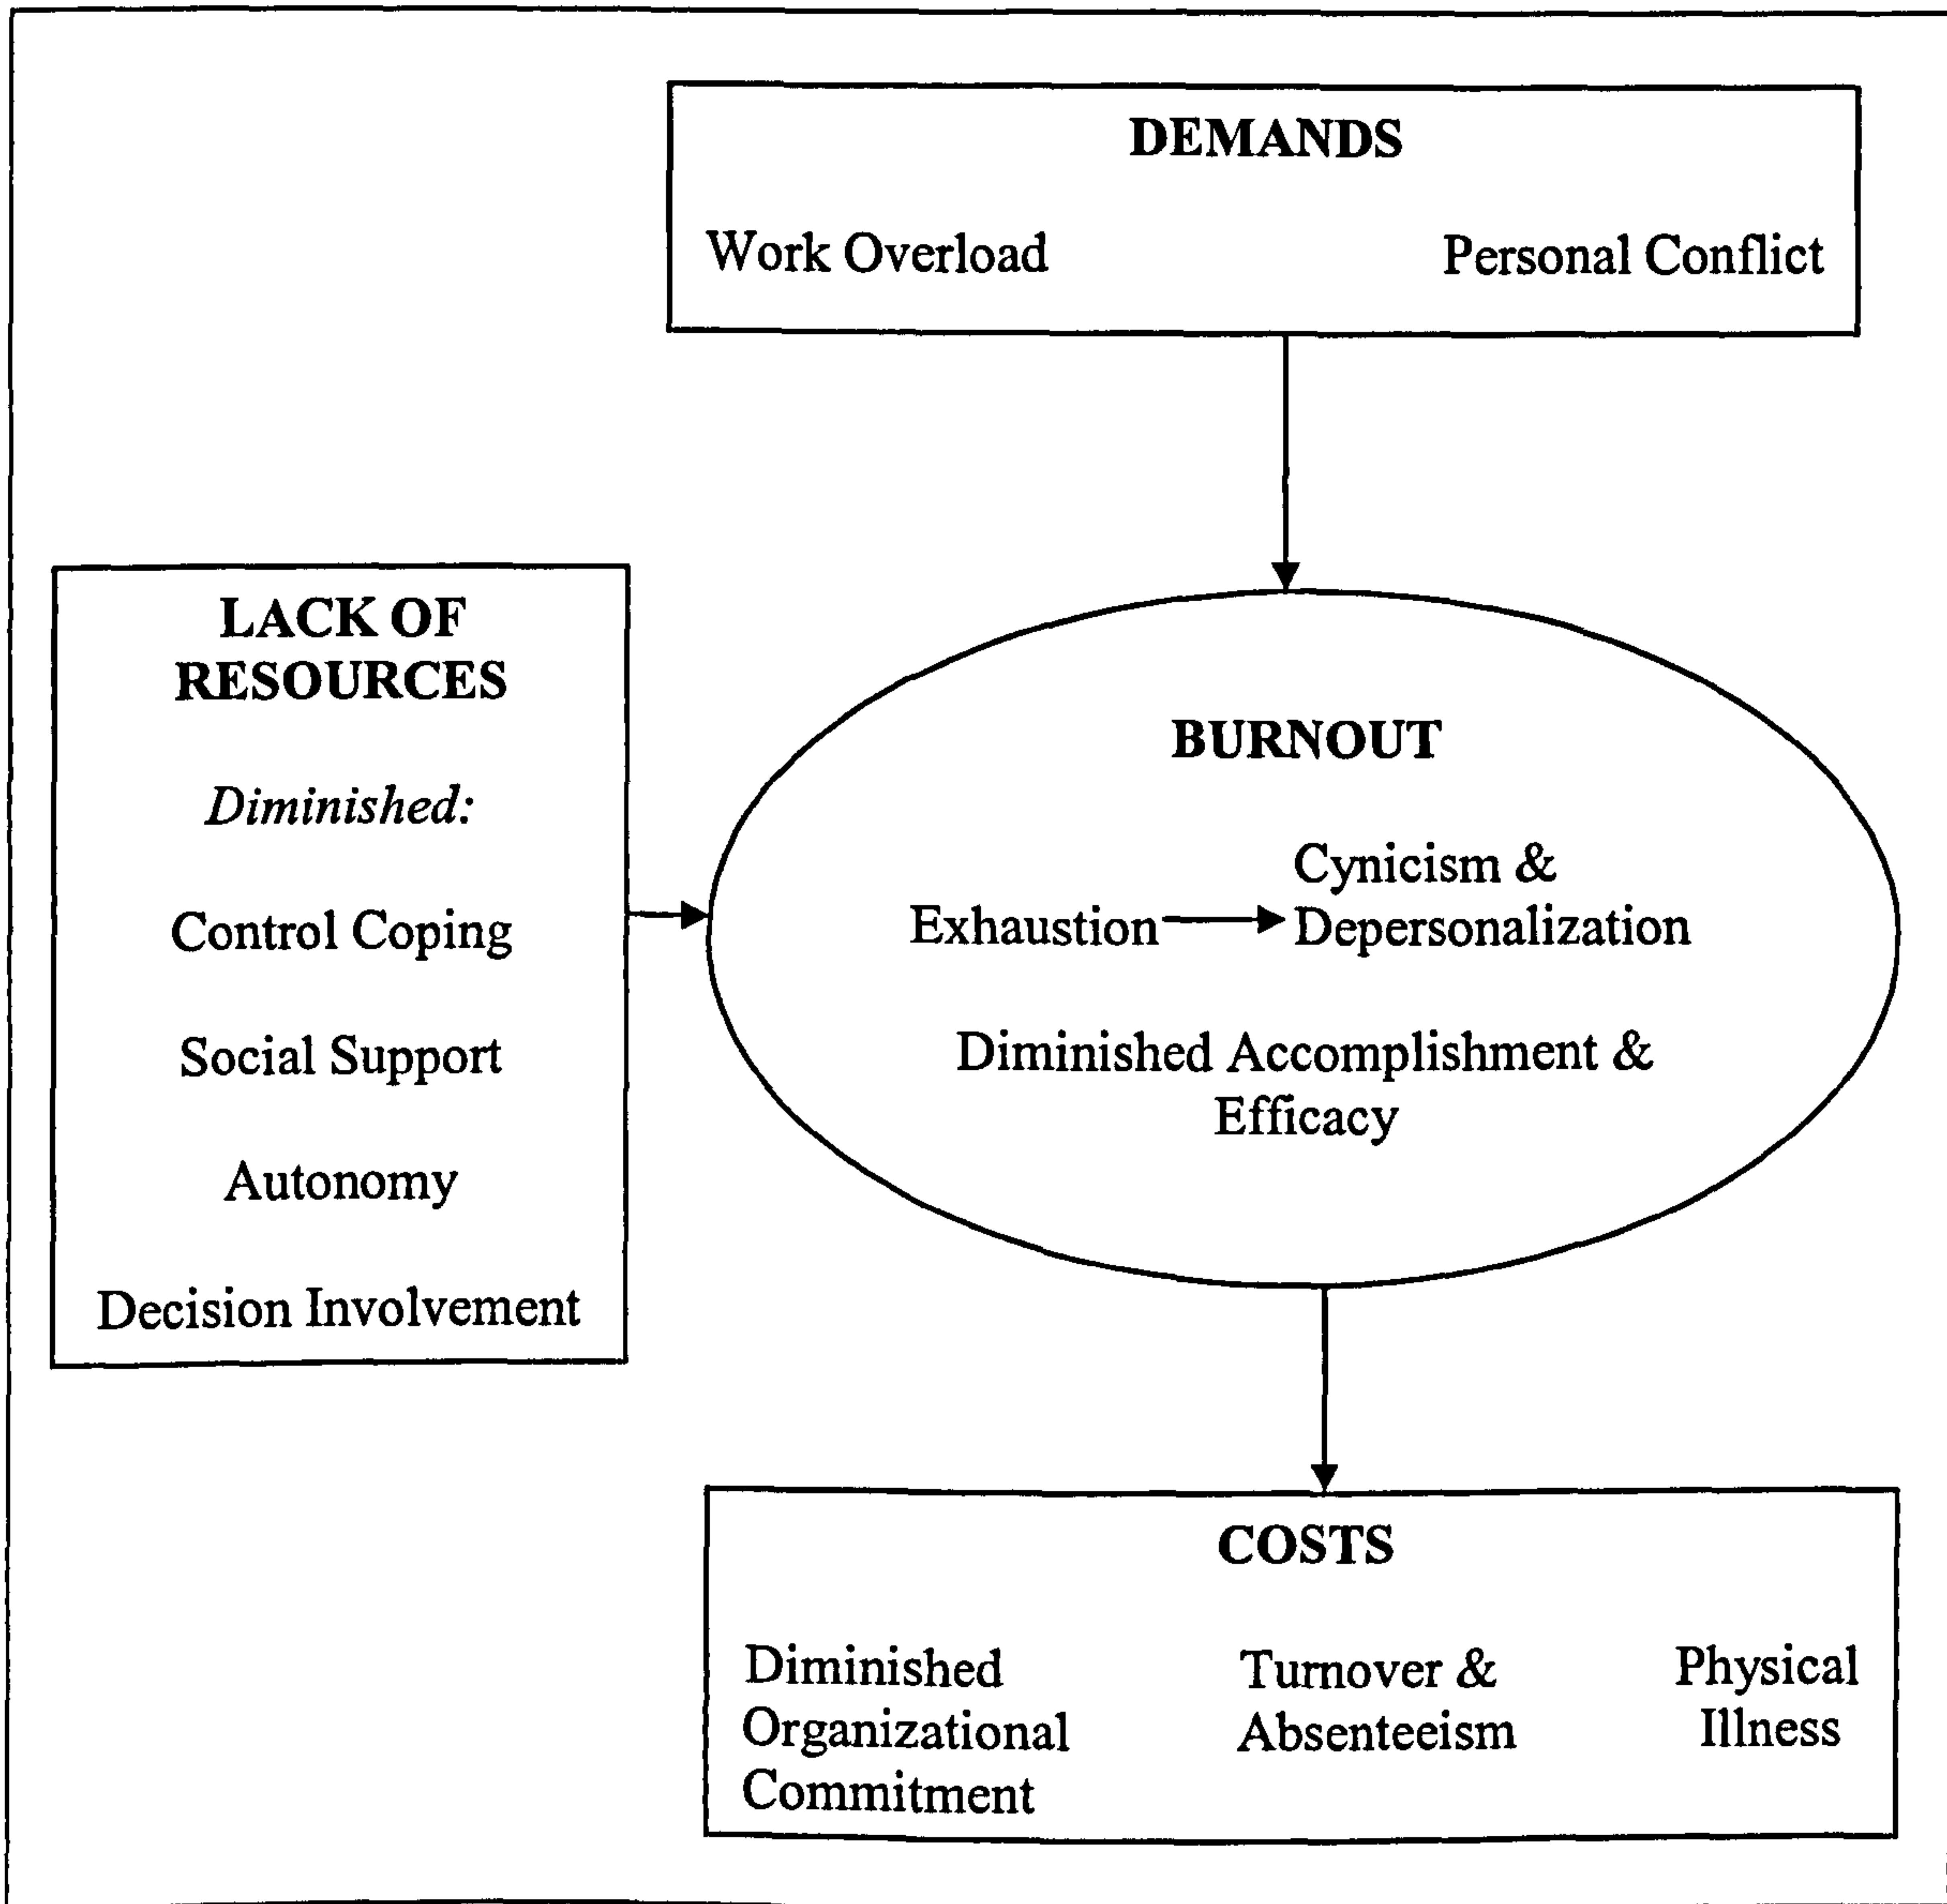 DEMANDS
Work Overload Personal Conflict
LACK OF
RESOURCES
Diminished:
Control Coping
Social Support
Autonomy
Decision Involvement
BURNOUT
Cynicism &
Exhaustion Depersonalization
Diminished Accomplishment &
Efficacy
COSTS
Diminished Turnover & Physical
Organizational Absenteeism Illness
Commitment